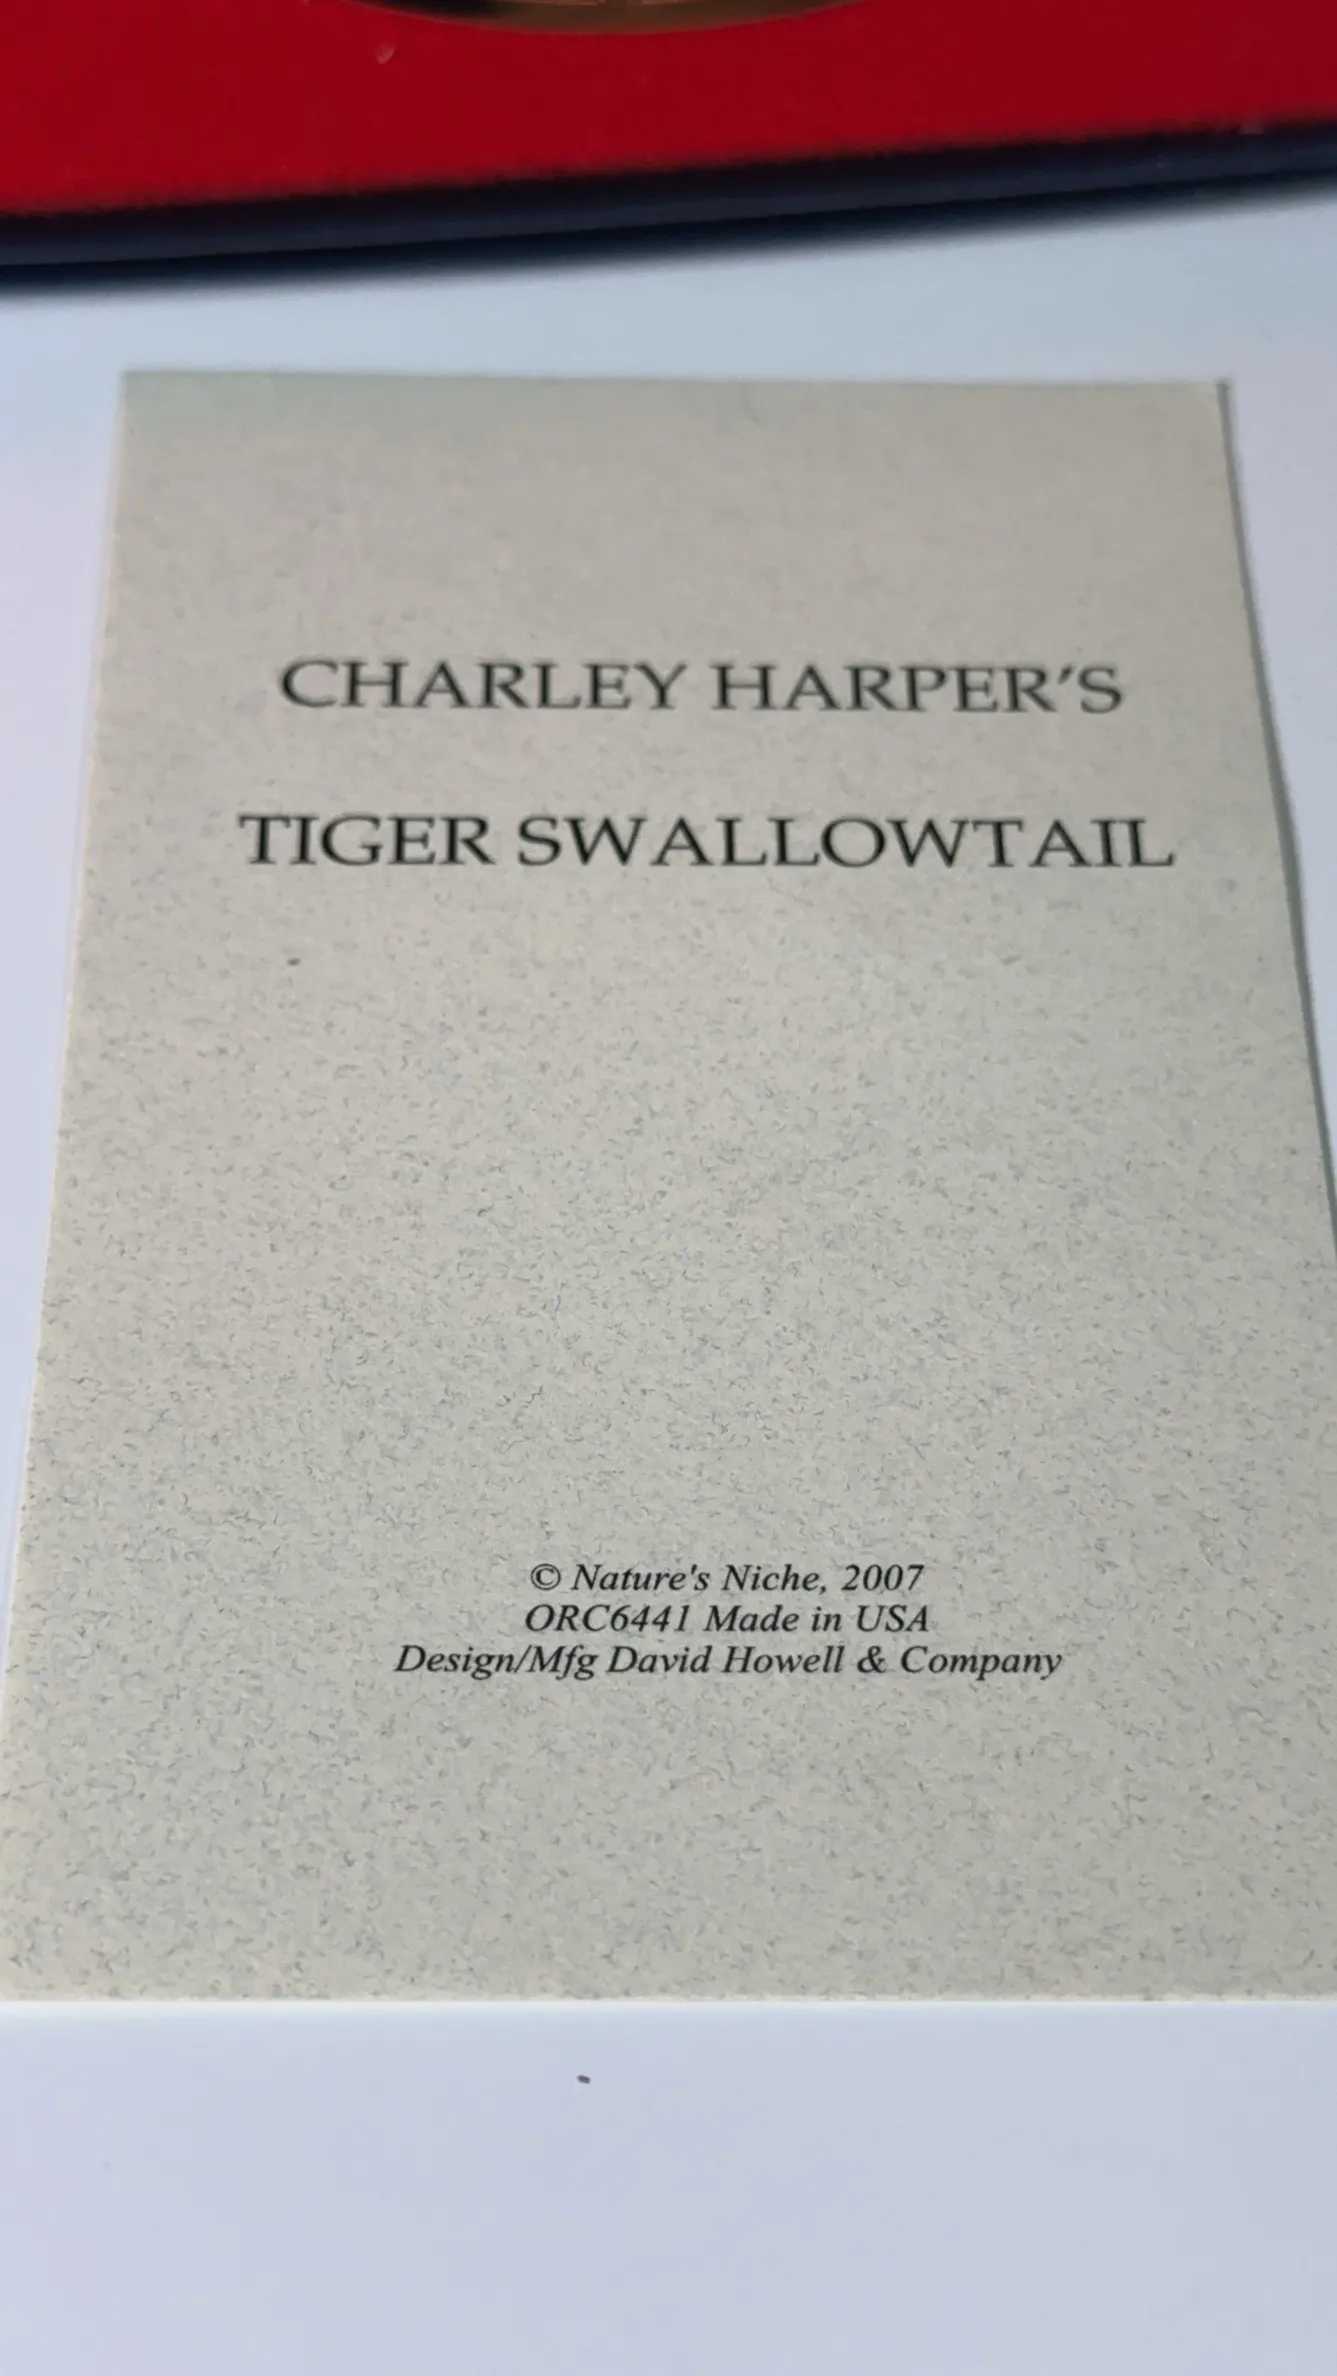 CHARLEY HARPER’S
TIGER SWALLOWTAIL
© Nature's Niche, 2007
ORC6441 Made in USA
Design/Mfg David Howell & Company